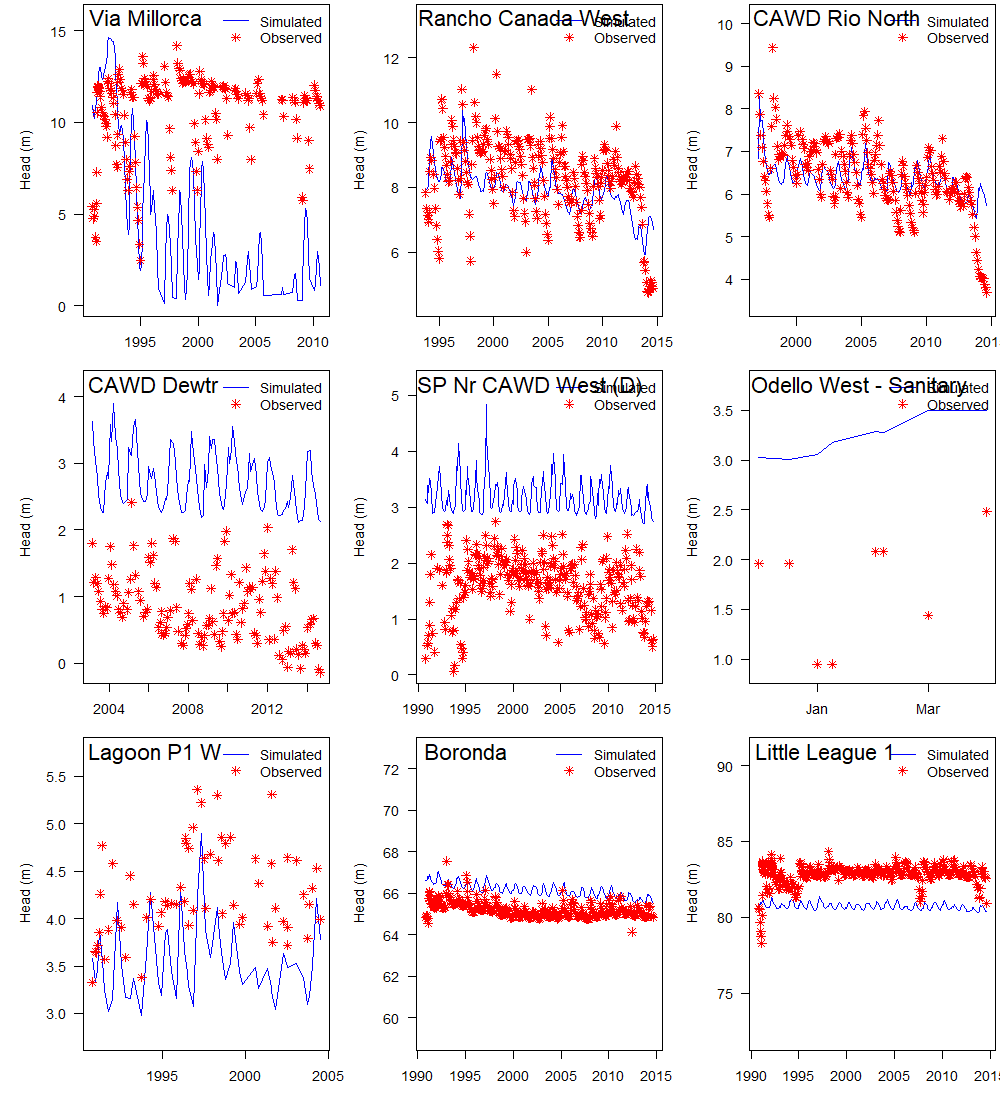 Via Millorca
Simulated
Observed
Head (m)
15
10
5
0
1995 2000 2005 2010
Rancho Canada West
Simulated
Observed
Head (m)
12
10
8
6
1995 2000 2005 2010 2015
CAWD Rio North
Simulated
Observed
Head (m)
10
9
8
7
6
5
4
2000 2005 2010 201
CAWD Dewtr
Simulated
Observed
Head (m)
4
3
2
1
0
2004 2008 2012
SP Nr CAWD West (D)
Simulated
Observed
Head (m)
5
4
3
2
1
0
1990 1995 2000 2005 2010 2015
Odello West - Sanitary
Simulated
Observed
Head (m)
3.5
3.0
2.5
2.0
1.5
1.0
Jan Mar
Lagoon P1 W
Simulated
Observed
Head (m)
5.5
5.0
4.5
4.0
3.5
3.0
1995 2000 2005
Boronda
Simulated
Observed
Head (m)
72
70
68
66
64
62
60
1990 1995 2000 2005 2010 2015
Little League 1
Simulated
Observed
Head (m)
90
85
80
75
1990 1995 2000 2005 2010 201